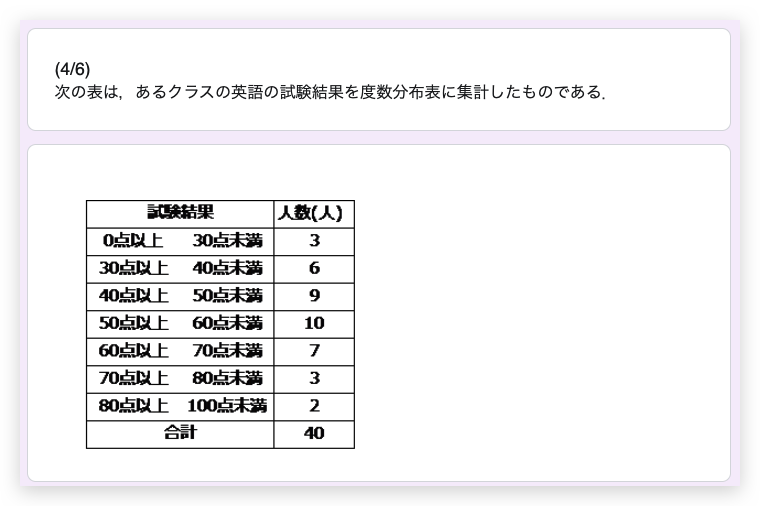 (4/6)
次の表は，あるクラスの英語の試験結果を度数分布表に集計したものである．
試験結果 人数(人)
0点以上 30点未満 3
30点以上 40点未満 6
40点以上 50点未満 9
50点以上 60点未満 10
60点以上 70点未満 7
70点以上 80点未満 3
80点以上 100点未満 2
合計 40